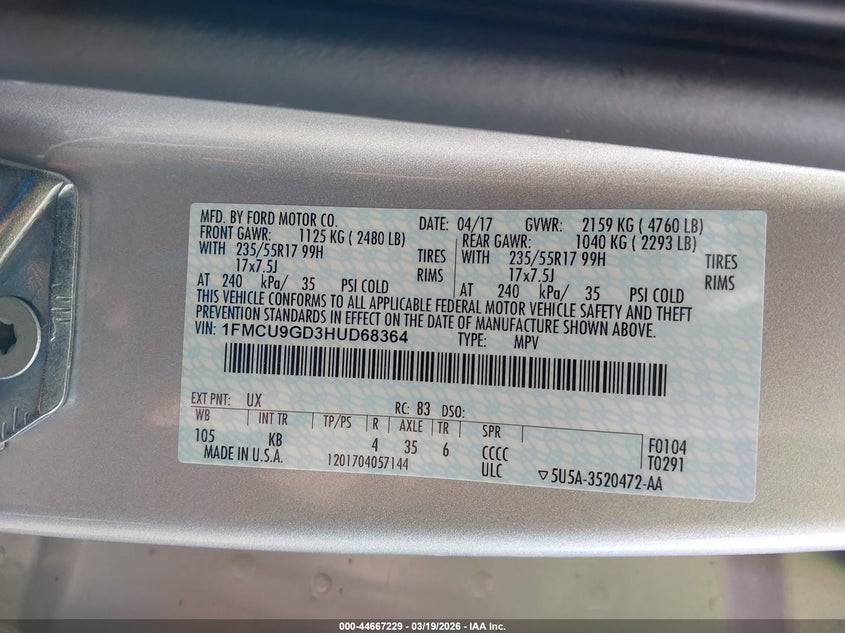 MFD. BY FORD MOTOR CO. DATE: 04/17 GVWR: 2159 KG ( 4760 LB)
FRONT GAWR: 1125 KG ( 2480 LB) REAR GAWR: 1040 KG ( 2293 LB)
WITH 235/55R17 99H TIRES WITH 235/55R17 99H TIRES
17x7.5J RIMS 17x7.5J RIMS
AT 240 kPa/ 35 PSI COLD AT 240 kPa/ 35 PSI COLD
THIS VEHICLE CONFORMS TO ALL APPLICABLE FEDERAL MOTOR VEHICLE SAFETY AND THEFT
PREVENTION STANDARDS IN EFFECT ON THE DATE OF MANUFACTURE SHOWN ABOVE.
VIN: 1FMCU9GD3HUD68364 TYPE: MPV
EXT PNT: UX RC: 83 DSO:
WB INT TR TP/PS R AXLE TR SPR
105 KB 4 35 6 CCCC F0104
MADE IN U.S.A. 1201704057144 ULC T0291
▽5U5A-3520472-AA
000-44667229 - 03/19/2026 - IAA Inc.